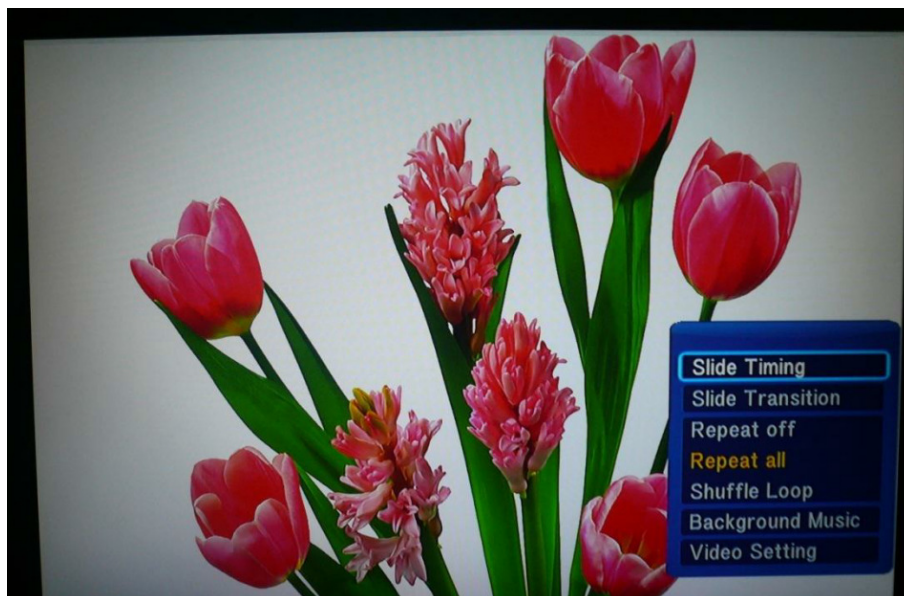 Slide Timing
Slide Transition
Repeat off
Repeat all
Shuffle Loop
Background Music
Video Setting